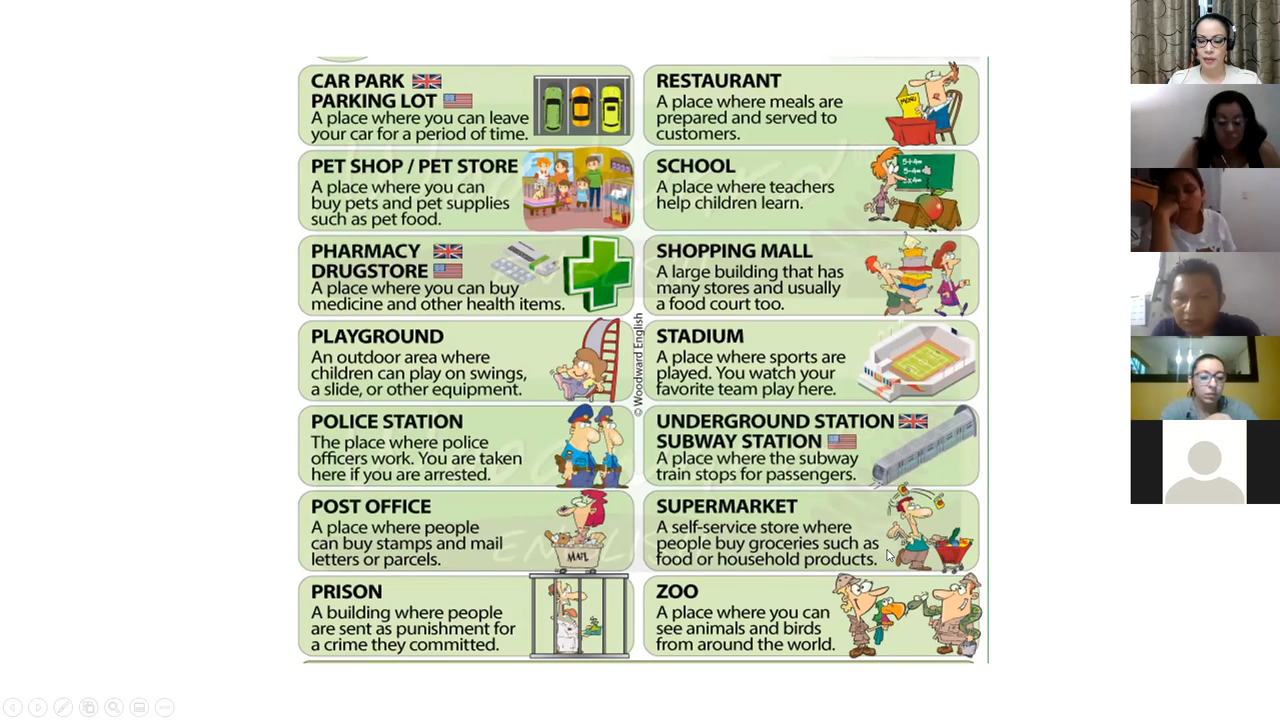 CAR PARK
PARKING LOT
A place where you can leave
your car for a period of time.
PET SHOP / PET STORE
A place where you can
buy pets and pet supplies
such as pet food.
PHARMACY
DRUGSTORE
A place where you can buy
medicine and other health items.
PLAYGROUND
An outdoor area where
children can play on swings,
a slide, or other equipment.
POLICE STATION
The place where police
officers work. You are taken
here if you are arrested.
POST OFFICE
A place where people
can buy stamps and mail
letters or parcels.
MAIL
PRISON
A building where people
are sent as punishment for
a crime they committed.
© Woodward English
RESTAURANT
A place where meals are
prepared and served to
customers.
MENU
SCHOOL
A place where teachers
help children learn.
SHOPPING MALL
A large building that has
many stores and usually
a food court too.
STADIUM
A place where sports are
played. You watch your
favorite team play here.
UNDERGROUND STATION
SUBWAY STATION
A place where the subway
train stops for passengers.
SUPERMARKET
A self-service store where
people buy groceries such as
food or household products.
ZOO
A place where you can
see animals and birds
from around the world.